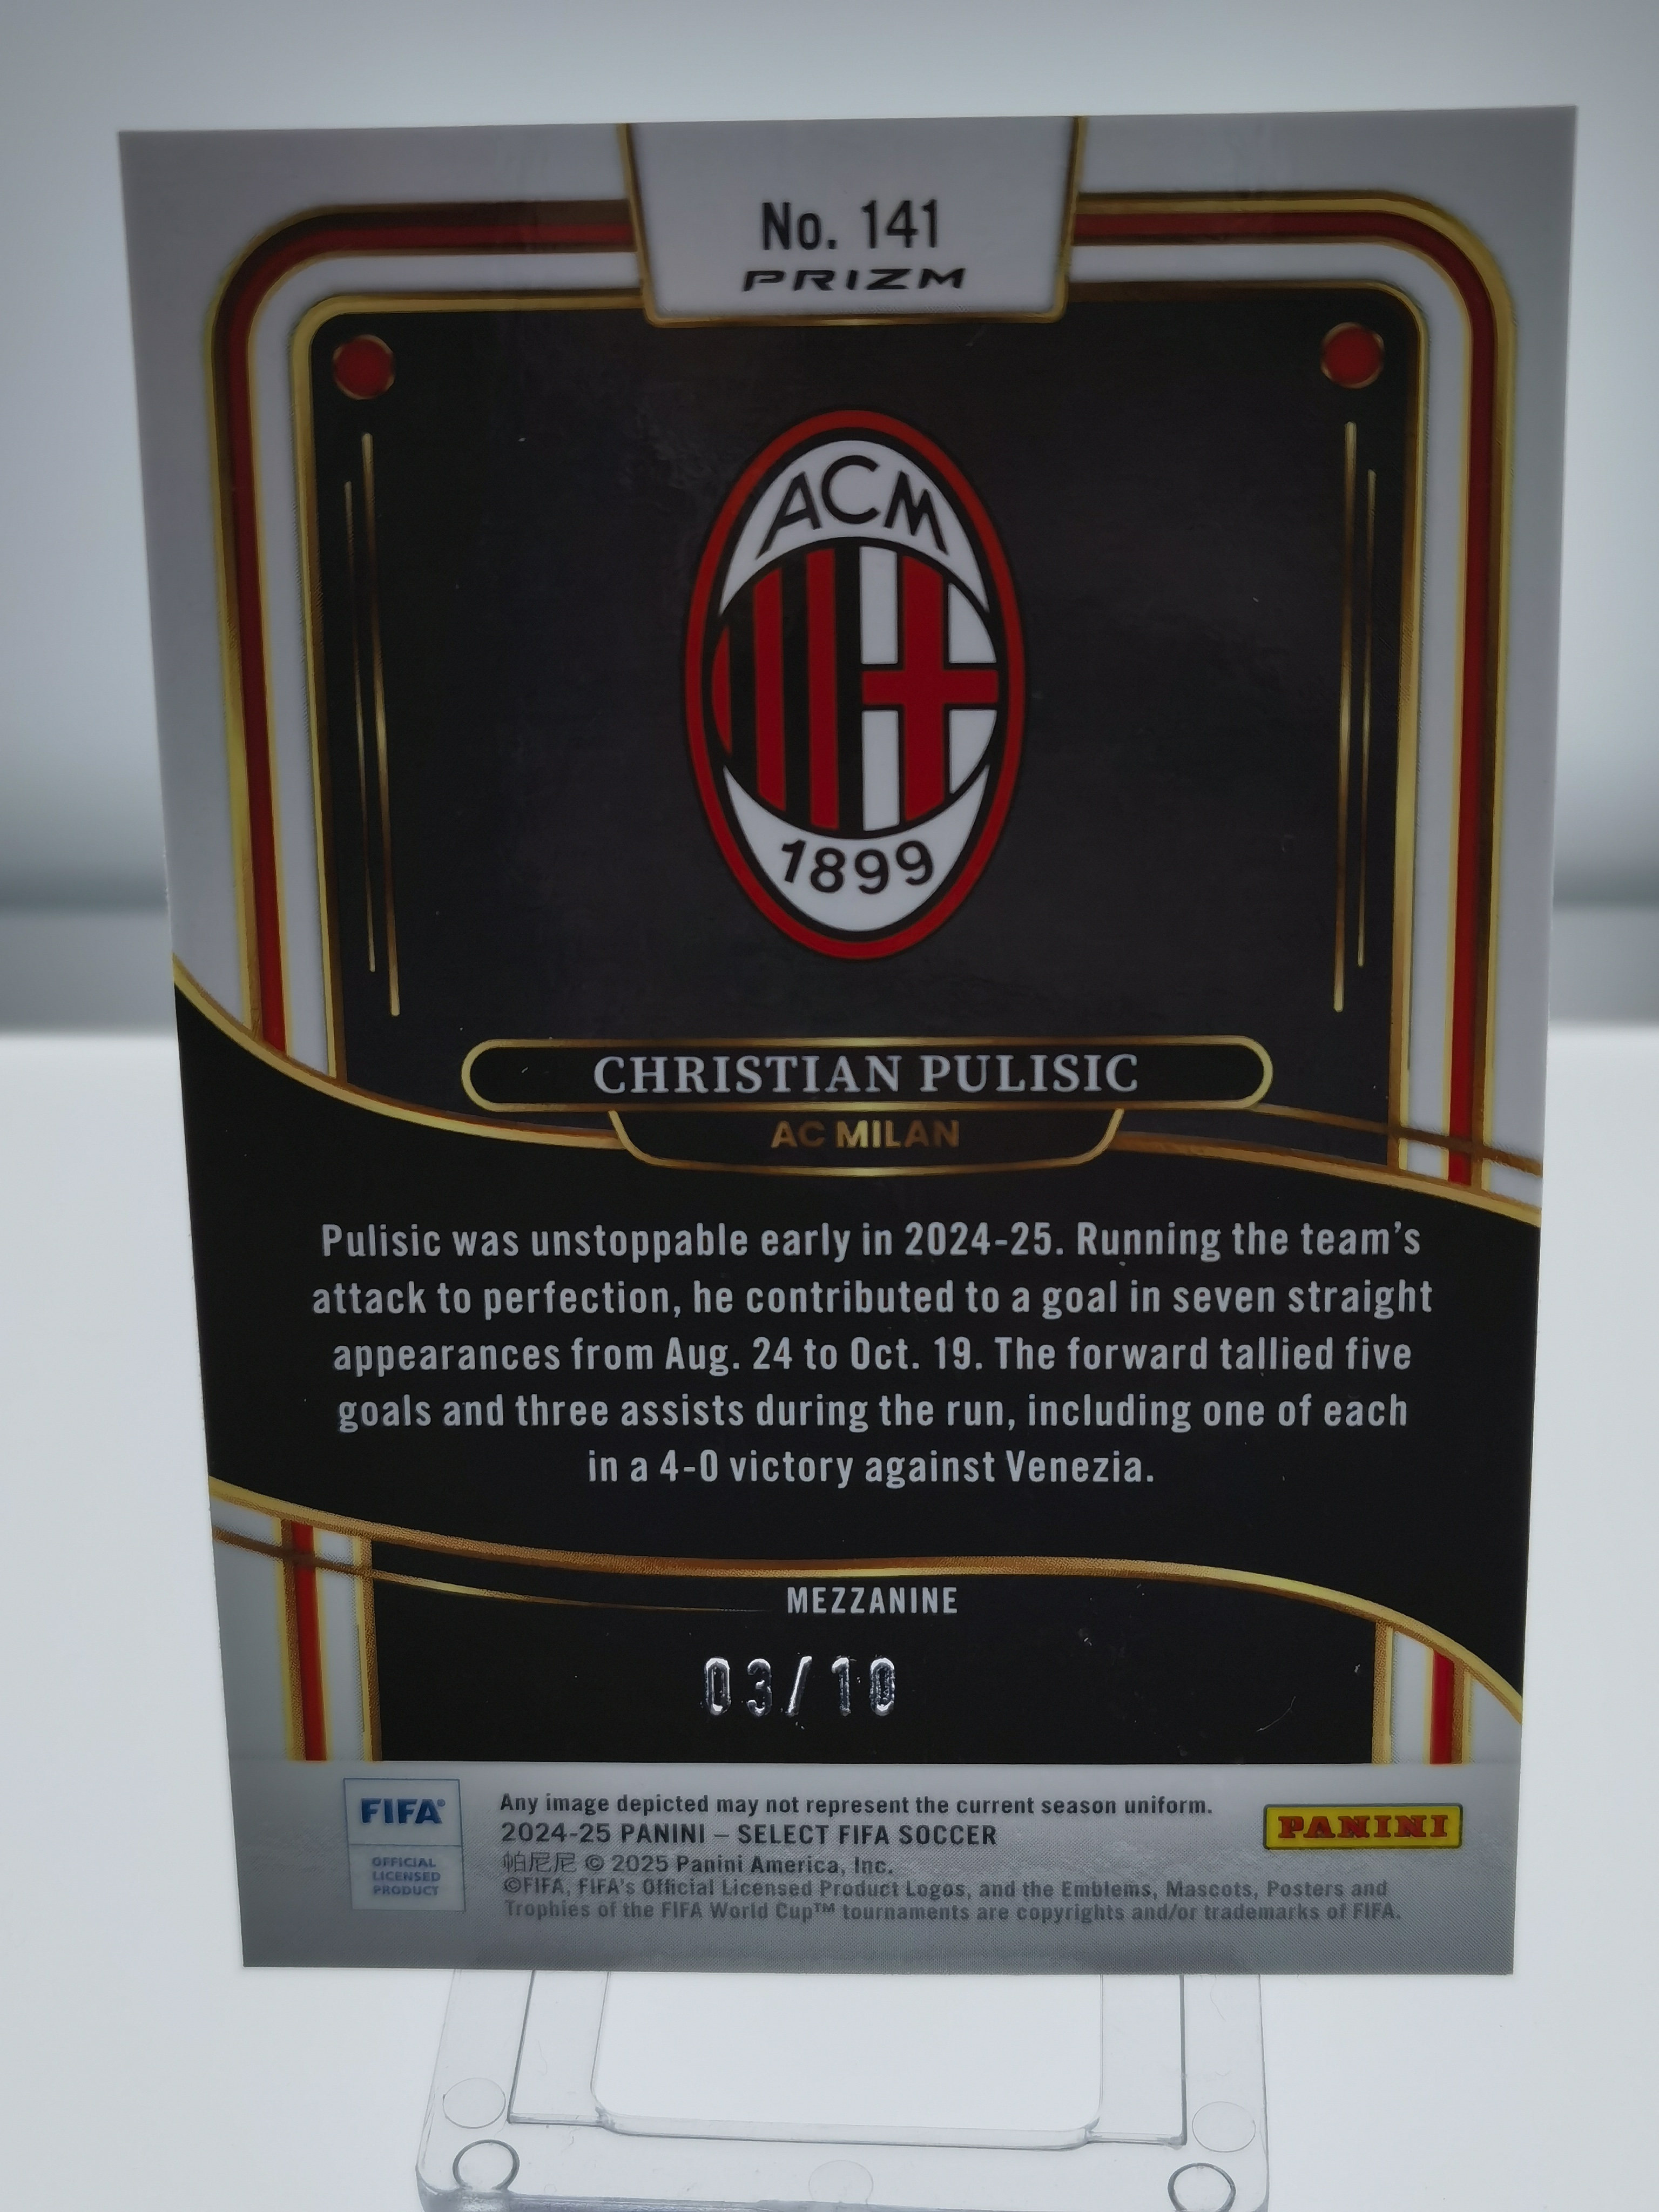 No. 141
PRIZM
ACM
1899
CHRISTIAN PULISIC
AC MILAN
Pulisic was unstoppable early in 2024-25. Running the team's
attack to perfection, he contributed to a goal in seven straight
appearances from Aug. 24 to Oct. 19. The forward tallied five
goals and three assists during the run, including one of each
in a 4-0 victory against Venezia.
MEZZANINE
03/10
FIFA®
OFFICIAL
LICENSED
PRODUCT
Any image depicted may not represent the current season uniform.
2024-25 PANINI – SELECT FIFA SOCCER
帕尼尼 © 2025 Panini America, Inc.
©FIFA, FIFA's Official Licensed Product Logos, and the Emblems, Mascots, Posters and
Trophies of the FIFA World Cup™ tournaments are copyrights and/or trademarks of FIFA.
PANINI